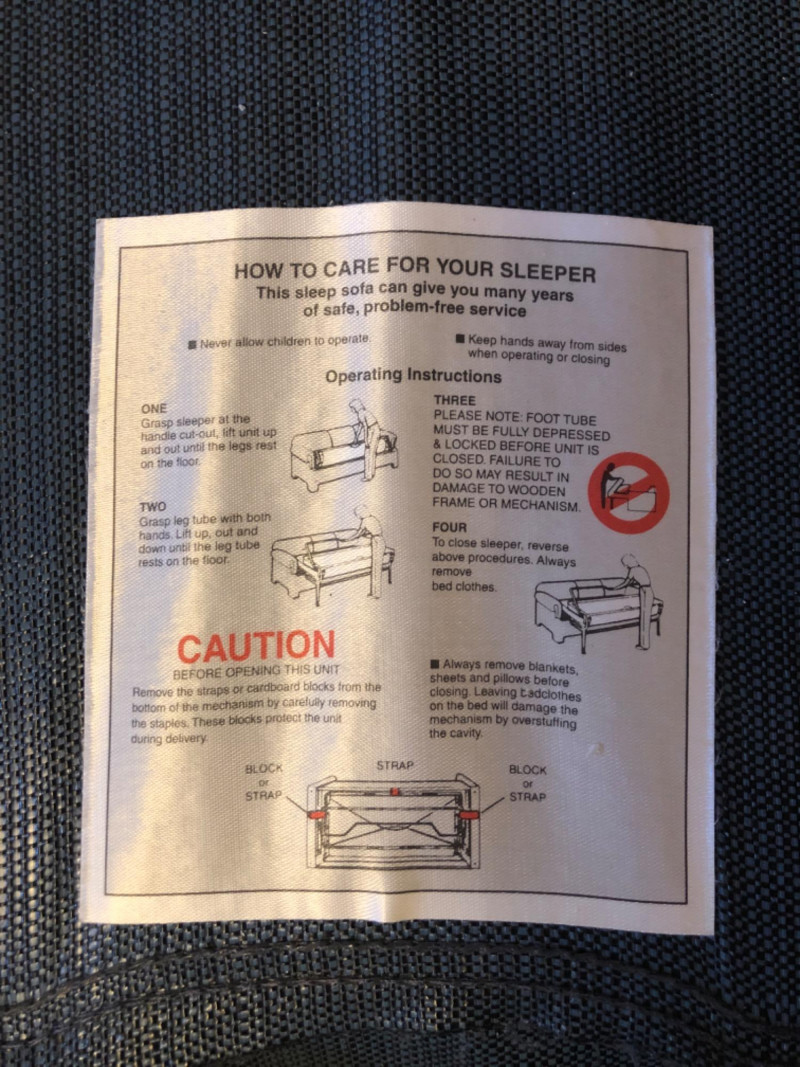 HOW TO CARE FOR YOUR SLEEPER
This sleep sofa can give you many years
of safe, problem-free service
■ Never allow children to operate.
■ Keep hands away from sides
when operating or closing
Operating Instructions
ONE
Grasp sleeper at the
handle cut-out, lift unit up
and out until the legs rest
on the floor.
TWO
Grasp leg tube with both
hands. Lift up, out and
down until the leg tube
rests on the floor.
THREE
PLEASE NOTE: FOOT TUBE
MUST BE FULLY DEPRESSED
& LOCKED BEFORE UNIT IS
CLOSED. FAILURE TO
DO SO MAY RESULT IN
DAMAGE TO WOODEN
FRAME OR MECHANISM.
FOUR
To close sleeper, reverse
above procedures. Always
remove
bed clothes.
CAUTION
BEFORE OPENING THIS UNIT
Remove the straps or cardboard blocks from the
bottom of the mechanism by carefully removing
the staples. These blocks protect the unit
during delivery.
■ Always remove blankets,
sheets and pillows before
closing. Leaving bedclothes
on the bed will damage the
mechanism by overstuffing
the cavity.
BLOCK
or
STRAP
STRAP
BLOCK
or
STRAP